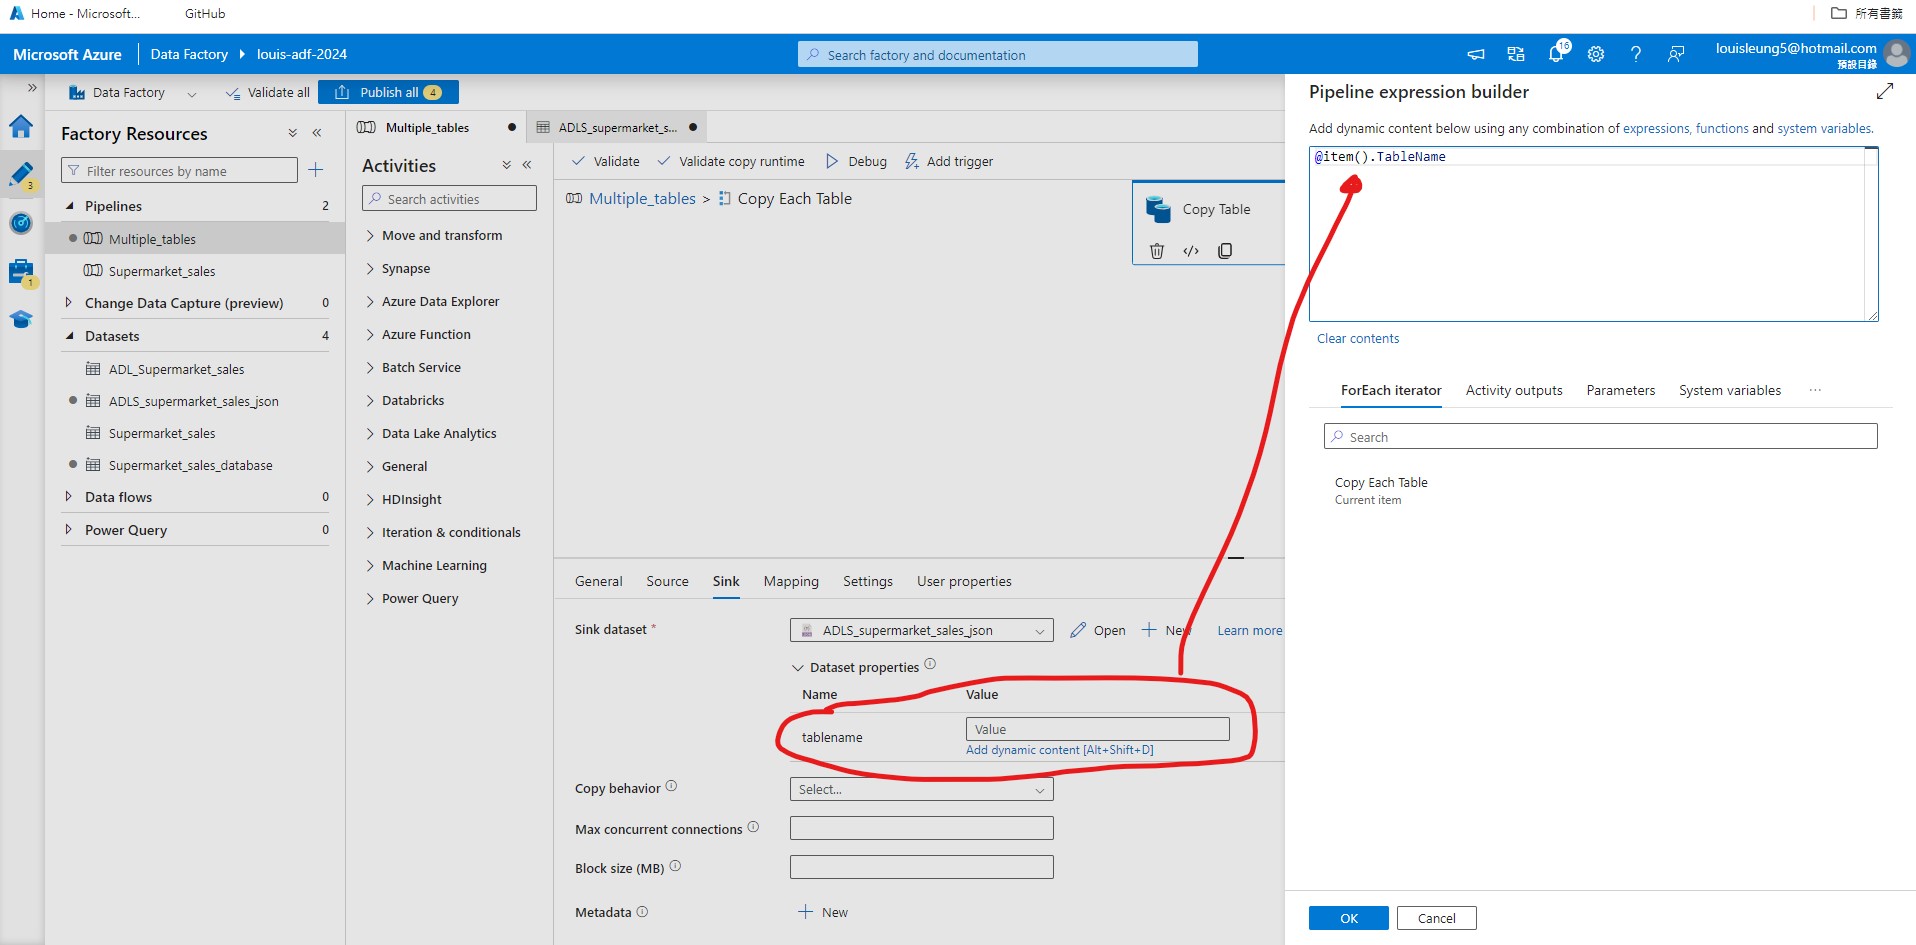 Home - Microsoft...
GitHub
所有書籤
Microsoft Azure
Data Factory
louis-adf-2024
Search factory and documentation
16
louisleung5@hotmail.com
預設目錄
Data Factory
Validate all
Publish all 4
3
1
Factory Resources
Filter resources by name
Pipelines 2
Multiple_tables
Supermarket_sales
Change Data Capture (preview) 0
Datasets 4
ADL_Supermarket_sales
ADLS_supermarket_sales_json
Supermarket_sales
Supermarket_sales_database
Data flows 0
Power Query 0
Multiple_tables
ADLS_supermarket_s...
Activities
Search activities
Move and transform
Synapse
Azure Data Explorer
Azure Function
Batch Service
Databricks
Data Lake Analytics
General
HDInsight
Iteration & conditionals
Machine Learning
Power Query
Validate
Validate copy runtime
Debug
Add trigger
Multiple_tables > Copy Each Table
Copy Table
General
Source
Sink
Mapping
Settings
User properties
Sink dataset *
ADLS_supermarket_sales_json
Open
New
Learn more
Dataset properties
Name
Value
tablename
Value
Add dynamic content [Alt+Shift+D]
Copy behavior
Select...
Max concurrent connections
Block size (MB)
Metadata
New
Pipeline expression builder
Add dynamic content below using any combination of expressions, functions and system variables.
@item().TableName
Clear contents
ForEach iterator
Activity outputs
Parameters
System variables
...
Search
Copy Each Table
Current item
OK
Cancel